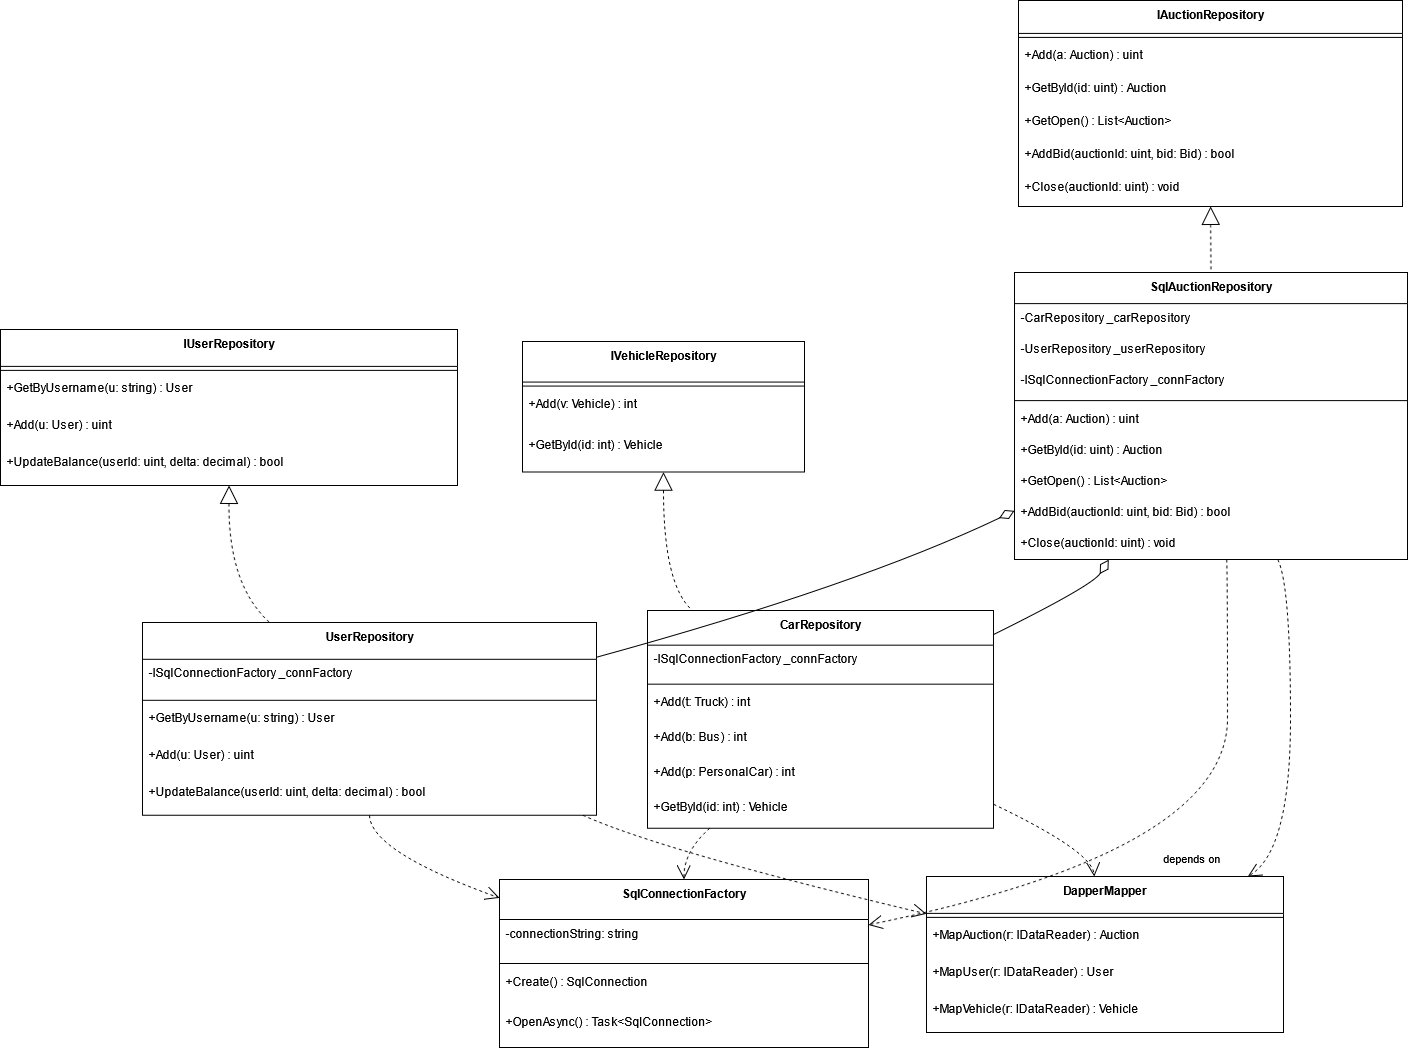 IAuctionRepository
+Add(a: Auction) : uint
+GetById(id: uint) : Auction
+GetOpen() : List<Auction>
+AddBid(auctionId: uint, bid: Bid) : bool
+Close(auctionId: uint) : void
SqlAuctionRepository
-CarRepository _carRepository
-UserRepository _userRepository
-ISqlConnectionFactory _connFactory
+Add(a: Auction) : uint
+GetById(id: uint) : Auction
+GetOpen() : List<Auction>
+AddBid(auctionId: uint, bid: Bid) : bool
+Close(auctionId: uint) : void
IUserRepository
+GetByUsername(u: string) : User
+Add(u: User) : uint
+UpdateBalance(userId: uint, delta: decimal) : bool
IVehicleRepository
+Add(v: Vehicle) : int
+GetById(id: int) : Vehicle
UserRepository
-ISqlConnectionFactory _connFactory
+GetByUsername(u: string) : User
+Add(u: User) : uint
+UpdateBalance(userId: uint, delta: decimal) : bool
CarRepository
-ISqlConnectionFactory _connFactory
+Add(t: Truck) : int
+Add(b: Bus) : int
+Add(p: PersonalCar) : int
+GetById(id: int) : Vehicle
depends on
SqlConnectionFactory
-connectionString: string
+Create() : SqlConnection
+OpenAsync() : Task<SqlConnection>
DapperMapper
+MapAuction(r: IDataReader) : Auction
+MapUser(r: IDataReader) : User
+MapVehicle(r: IDataReader) : Vehicle